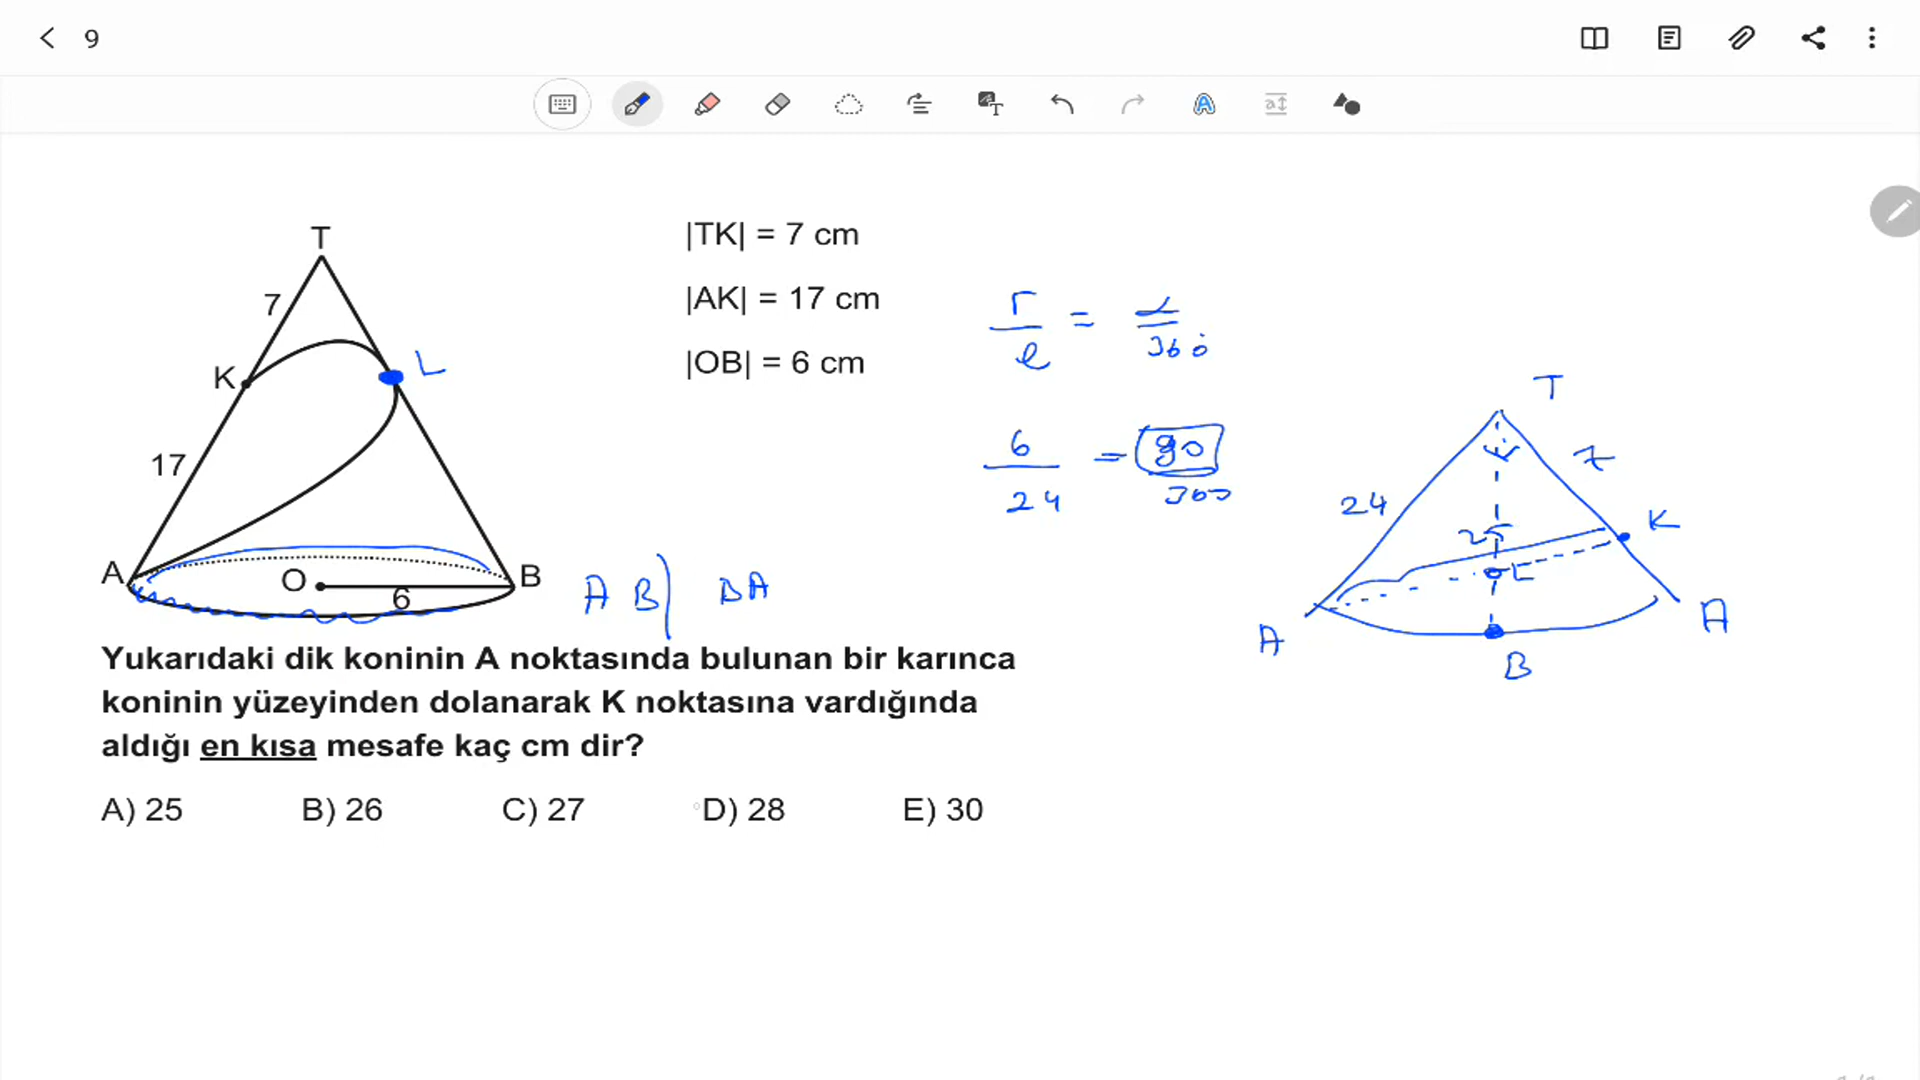 9
T
7
K
L
17
A
O
B
6
|TK| = 7 cm
|AK| = 17 cm
|OB| = 6 cm
r/l = α/360°
6/24 = 90/360
A B | BA
T
24
7
K
25
L
A
B
A
Yukarıdaki dik koninin A noktasında bulunan bir karınca
koninin yüzeyinden dolanarak K noktasına vardığında
aldığı en kısa mesafe kaç cm dir?
A) 25 B) 26 C) 27 D) 28 E) 30